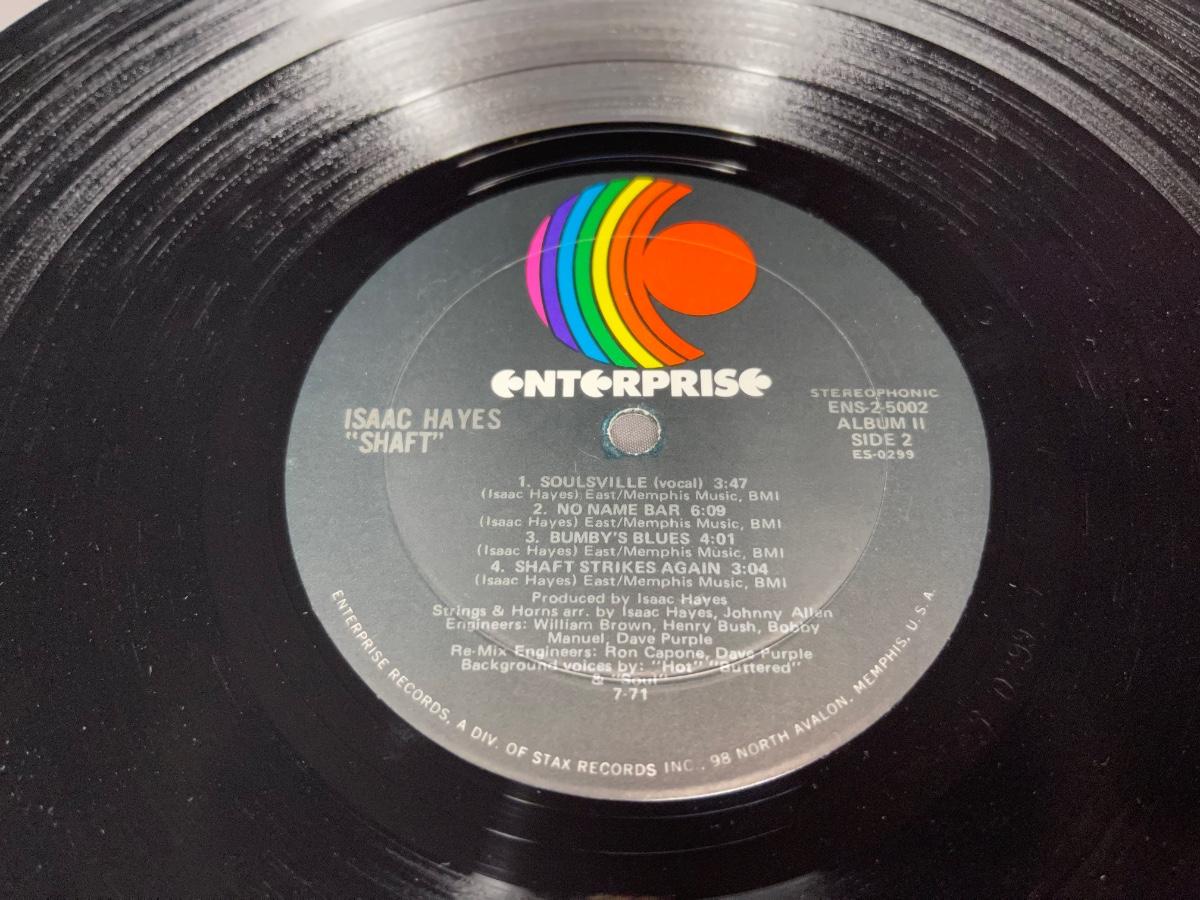 ENTERPRISE
ISAAC HAYES
"SHAFT"
STEREOPHONIC
ENS-2-5002
ALBUM II
SIDE 2
ES-0299
1. SOULSVILLE (vocal) 3:47
(Isaac Hayes) East/Memphis Music, BMI
2. NO NAME BAR 6:09
(Isaac Hayes) East/Memphis Music, BMI
3. BUMBY'S BLUES 4:01
(Isaac Hayes) East/Memphis Music, BMI
4. SHAFT STRIKES AGAIN 3:04
(Isaac Hayes) East/Memphis Music, BMI
Produced by Isaac Hayes
Strings & Horns arr. by Isaac Hayes, Johnny Allen
Engineers: William Brown, Henry Bush, Bobby
Manuel, Dave Purple
Re-Mix Engineers: Ron Capone, Dave Purple
Background voices by: "Hot" "Buttered"
& "Soul"
7-71
ENTERPRISE RECORDS, A DIV. OF STAX RECORDS INC., 98 NORTH AVALON, MEMPHIS, U.S.A.